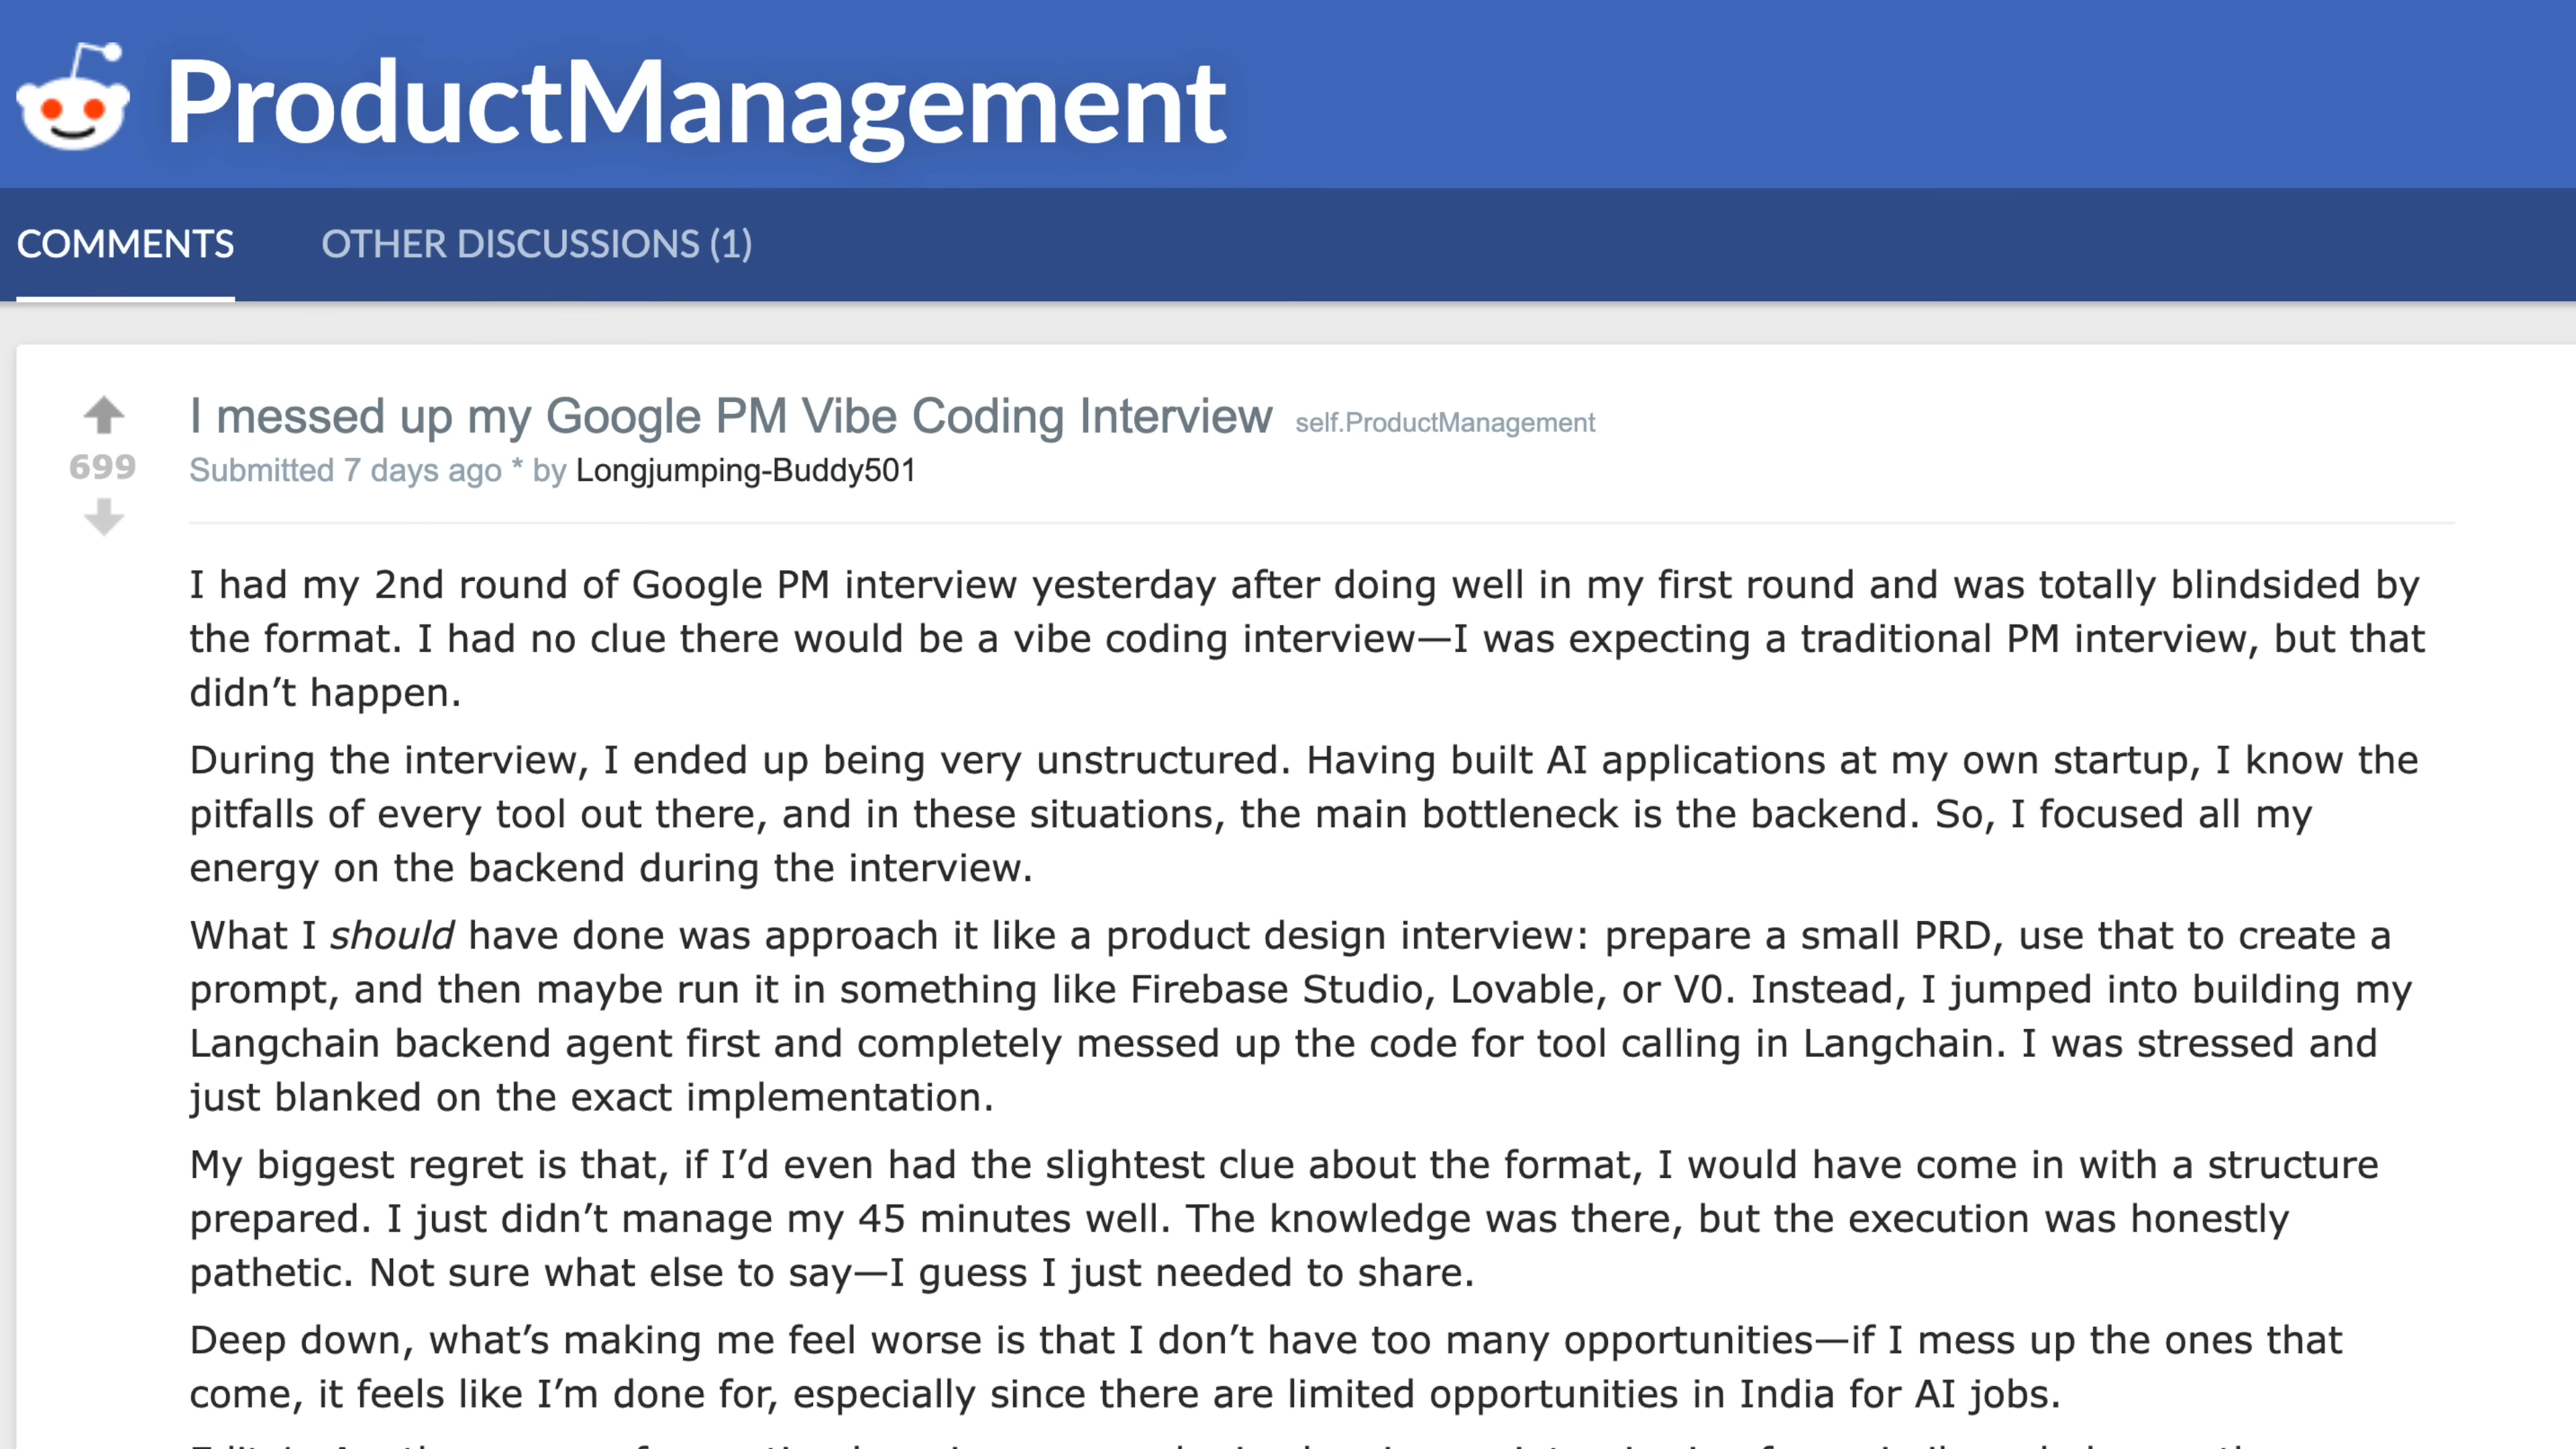 ProductManagement
COMMENTS OTHER DISCUSSIONS (1)
I messed up my Google PM Vibe Coding Interview self.ProductManagement
699
Submitted 7 days ago * by Longjumping-Buddy501
I had my 2nd round of Google PM interview yesterday after doing well in my first round and was totally blindsided by
the format. I had no clue there would be a vibe coding interview—I was expecting a traditional PM interview, but that
didn’t happen.
During the interview, I ended up being very unstructured. Having built AI applications at my own startup, I know the
pitfalls of every tool out there, and in these situations, the main bottleneck is the backend. So, I focused all my
energy on the backend during the interview.
What I should have done was approach it like a product design interview: prepare a small PRD, use that to create a
prompt, and then maybe run it in something like Firebase Studio, Lovable, or V0. Instead, I jumped into building my
Langchain backend agent first and completely messed up the code for tool calling in Langchain. I was stressed and
just blanked on the exact implementation.
My biggest regret is that, if I’d even had the slightest clue about the format, I would have come in with a structure
prepared. I just didn’t manage my 45 minutes well. The knowledge was there, but the execution was honestly
pathetic. Not sure what else to say—I guess I just needed to share.
Deep down, what’s making me feel worse is that I don’t have too many opportunities—if I mess up the ones that
come, it feels like I’m done for, especially since there are limited opportunities in India for AI jobs.